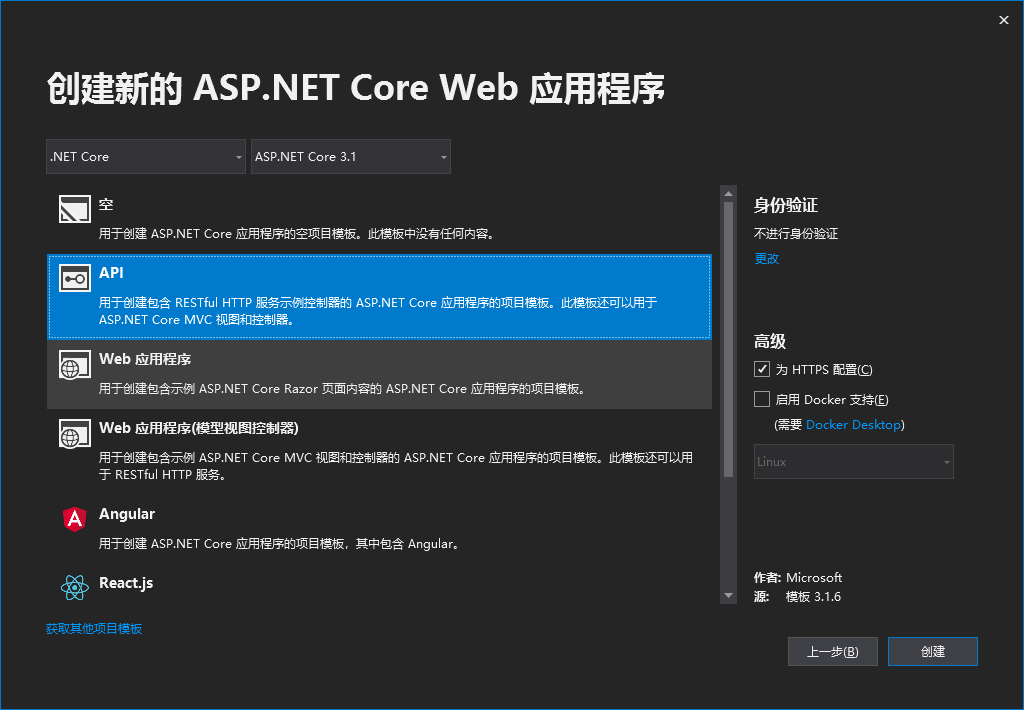 创建新的 ASP.NET Core Web 应用程序
.NET Core
ASP.NET Core 3.1
空
用于创建 ASP.NET Core 应用程序的空项目模板。此模板中没有任何内容。
API
用于创建包含 RESTful HTTP 服务示例控制器的 ASP.NET Core 应用程序的项目模板。此模板还可以用于
ASP.NET Core MVC 视图和控制器。
Web 应用程序
用于创建包含示例 ASP.NET Core Razor 页面内容的 ASP.NET Core 应用程序的项目模板。
Web 应用程序(模型视图控制器)
用于创建包含示例 ASP.NET Core MVC 视图和控制器的 ASP.NET Core 应用程序的项目模板。此模板还可以用
于 RESTful HTTP 服务。
Angular
用于创建 ASP.NET Core 应用程序的项目模板，其中包含 Angular。
React.js
获取其他项目模板
身份验证
不进行身份验证
更改
高级
为 HTTPS 配置(C)
启用 Docker 支持(E)
(需要 Docker Desktop)
Linux
作者: Microsoft
源: 模板 3.1.6
上一步(B)
创建